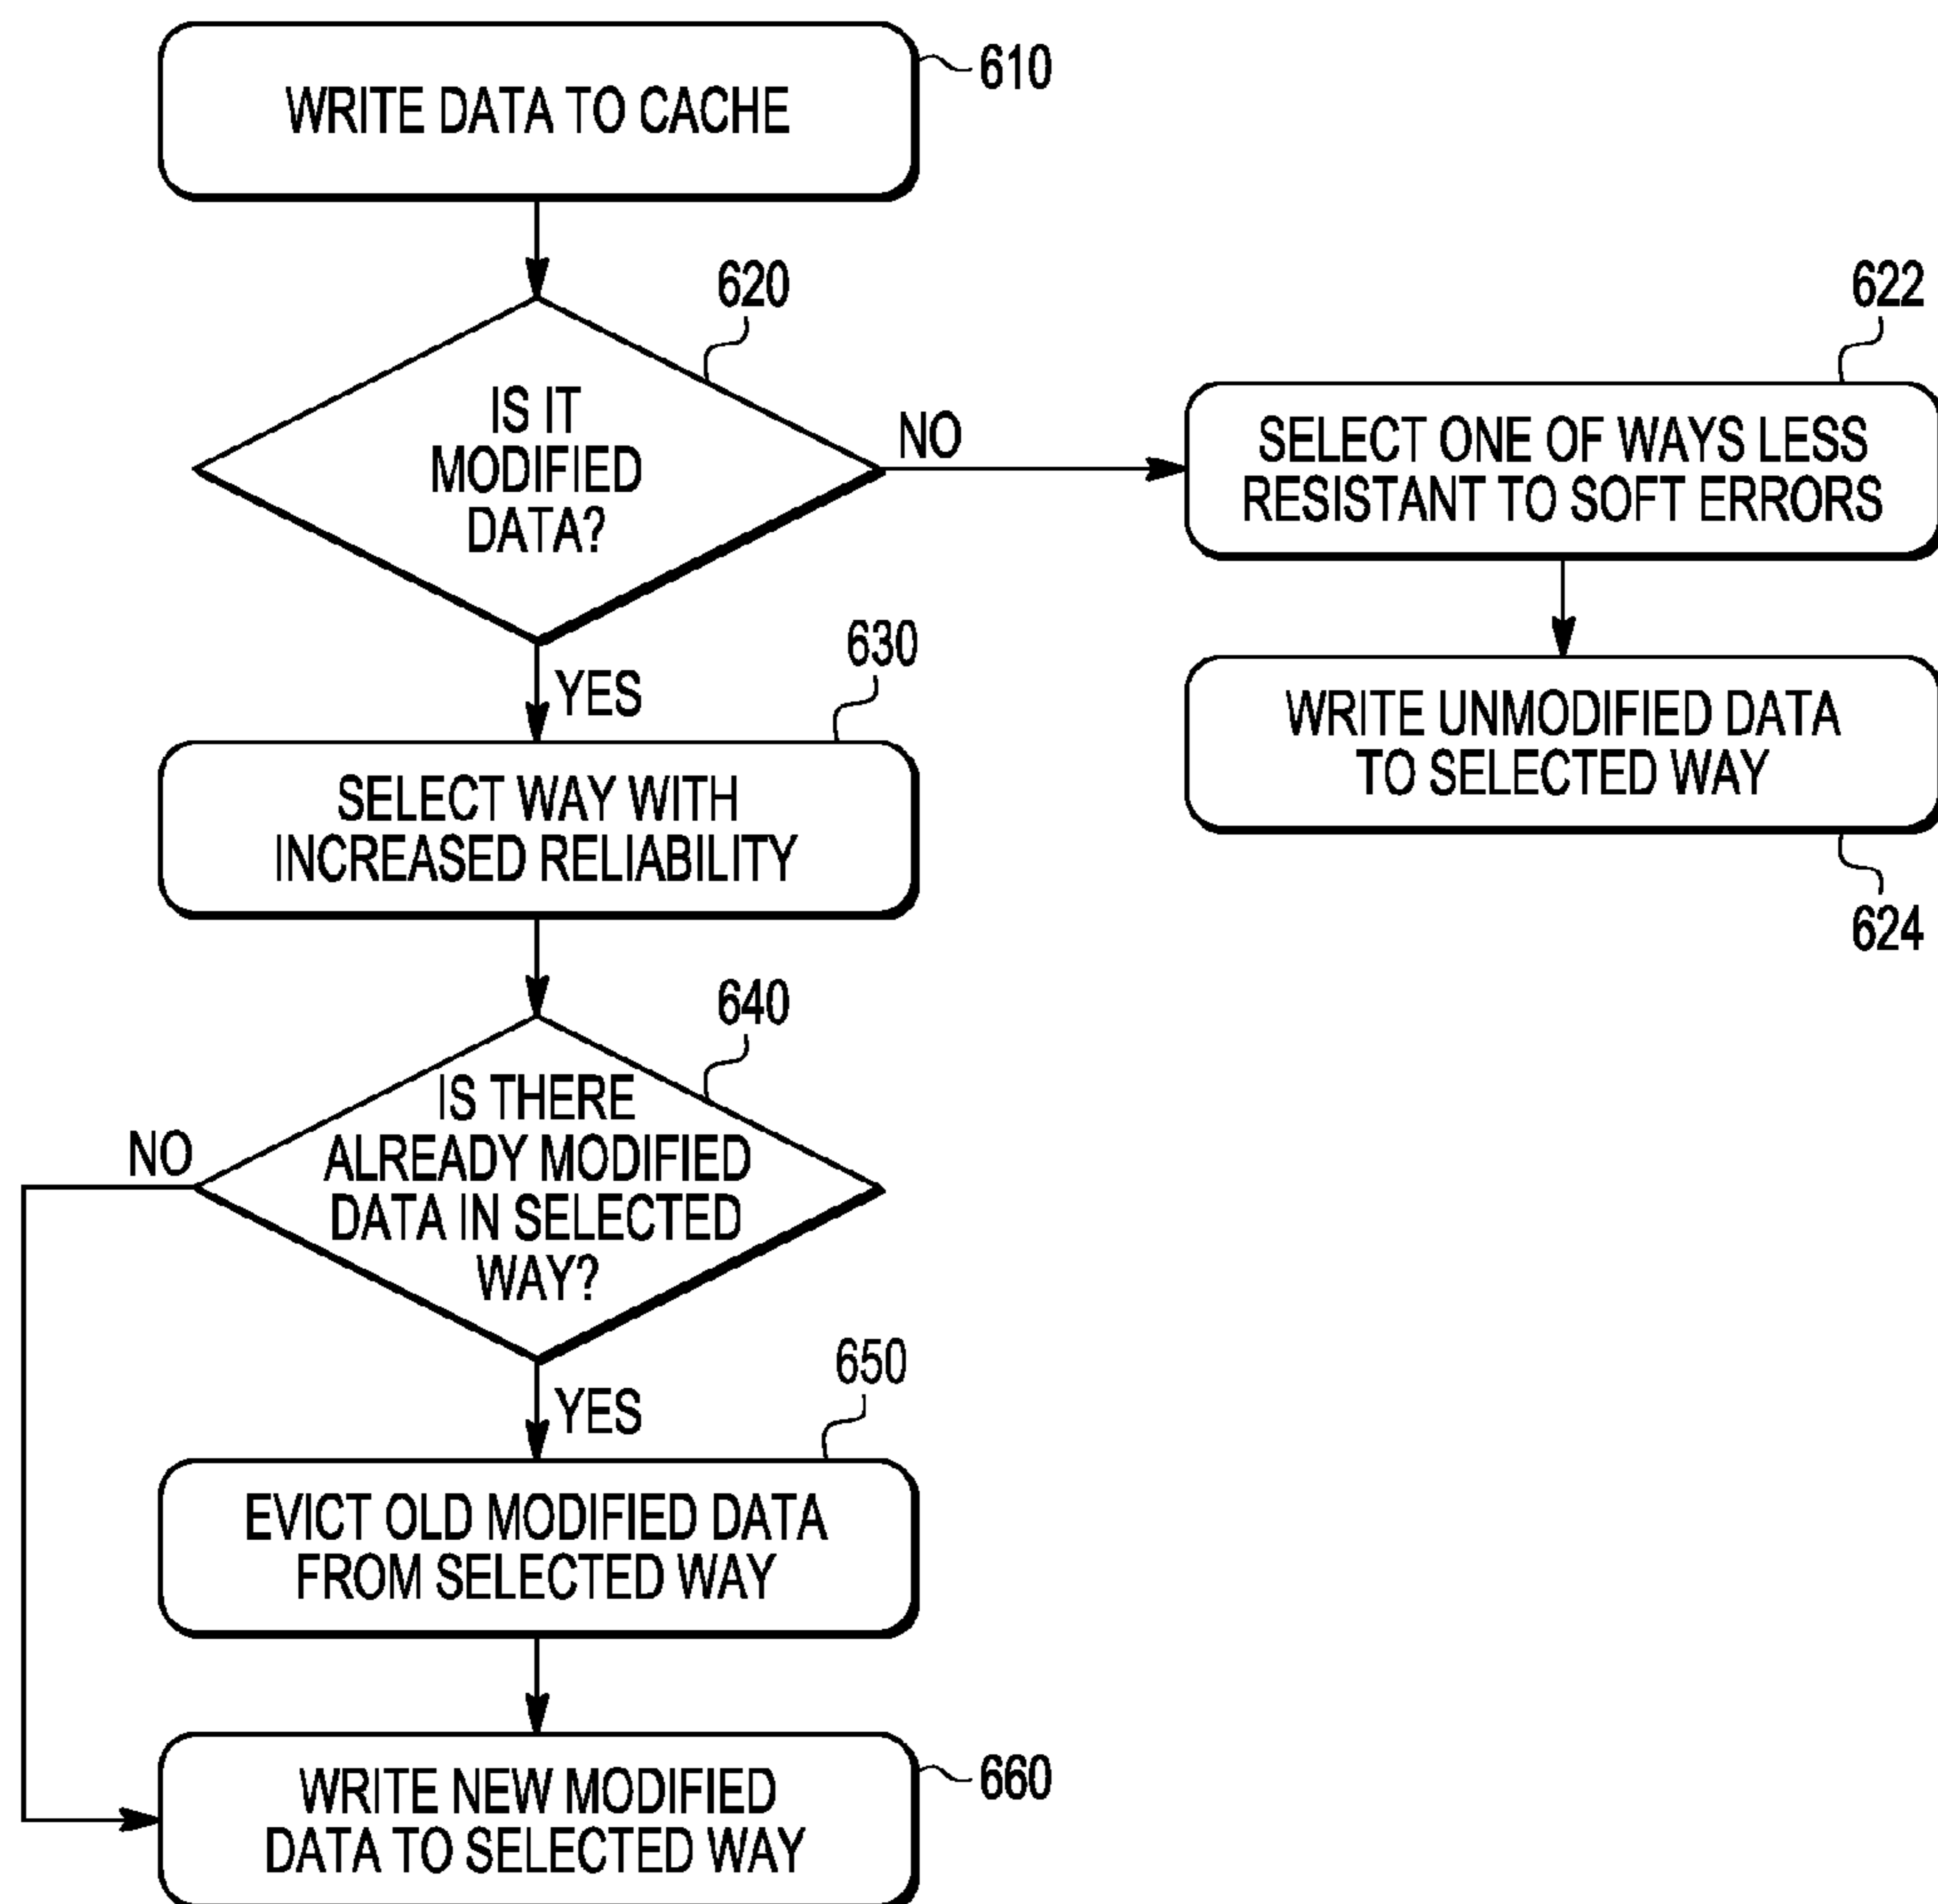 WRITE DATA TO CACHE
610
IS IT
MODIFIED
DATA?
620
NO
SELECT ONE OF WAYS LESS
RESISTANT TO SOFT ERRORS
622
WRITE UNMODIFIED DATA
TO SELECTED WAY
624
YES
SELECT WAY WITH
INCREASED RELIABILITY
630
IS THERE
ALREADY MODIFIED
DATA IN SELECTED
WAY?
640
NO
YES
EVICT OLD MODIFIED DATA
FROM SELECTED WAY
650
WRITE NEW MODIFIED
DATA TO SELECTED WAY
660